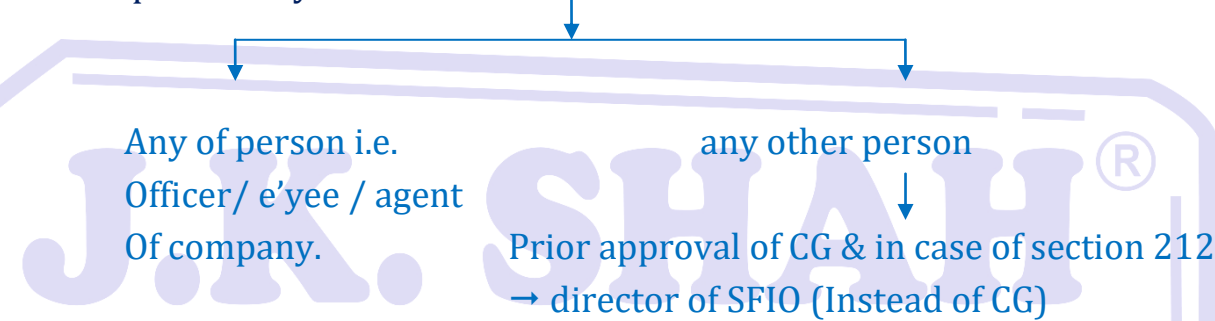 Any of person i.e.
any other person
Officer/ e’yee / agent
Of company.
Prior approval of CG & in case of section 212
→ director of SFIO (Instead of CG)
J.K. SHAH®